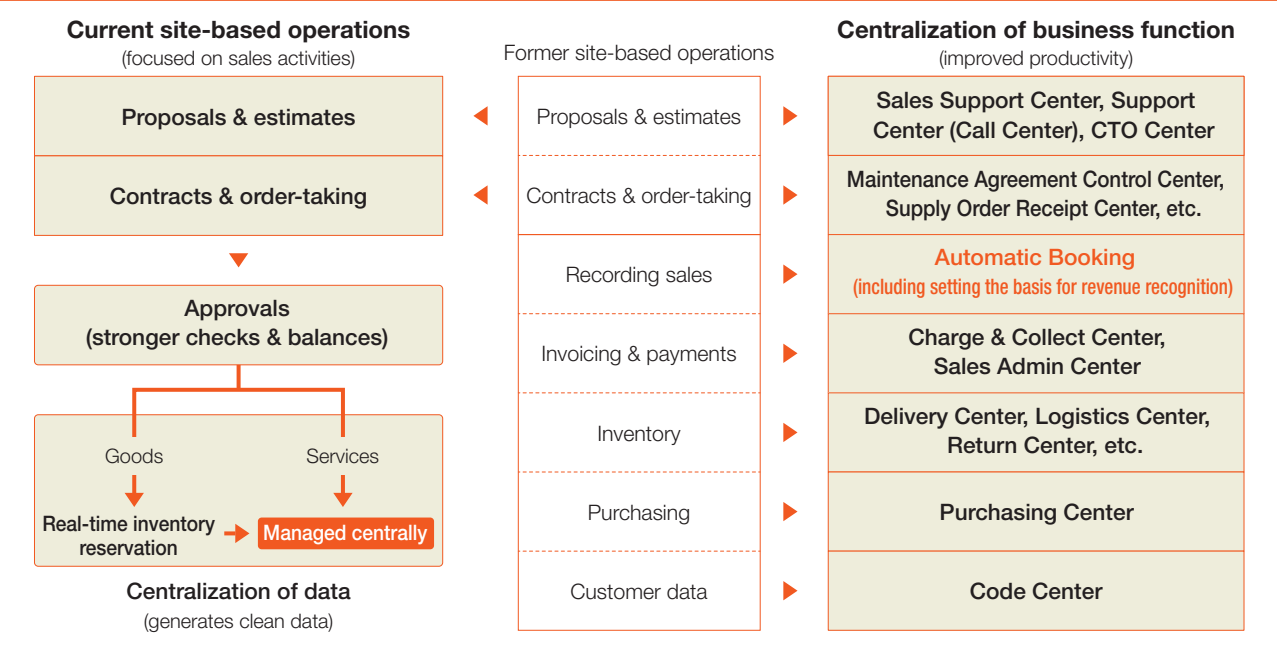 Current site-based operations
(focused on sales activities)
Proposals & estimates
Contracts & order-taking
Approvals
(stronger checks & balances)
Goods
Services
Real-time inventory
reservation
Managed centrally
Centralization of data
(generates clean data)
Former site-based operations
Proposals & estimates
Contracts & order-taking
Recording sales
Invoicing & payments
Inventory
Purchasing
Customer data
Centralization of business function
(improved productivity)
Sales Support Center, Support
Center (Call Center), CTO Center
Maintenance Agreement Control Center,
Supply Order Receipt Center, etc.
Automatic Booking
(including setting the basis for revenue recognition)
Charge & Collect Center,
Sales Admin Center
Delivery Center, Logistics Center,
Return Center, etc.
Purchasing Center
Code Center